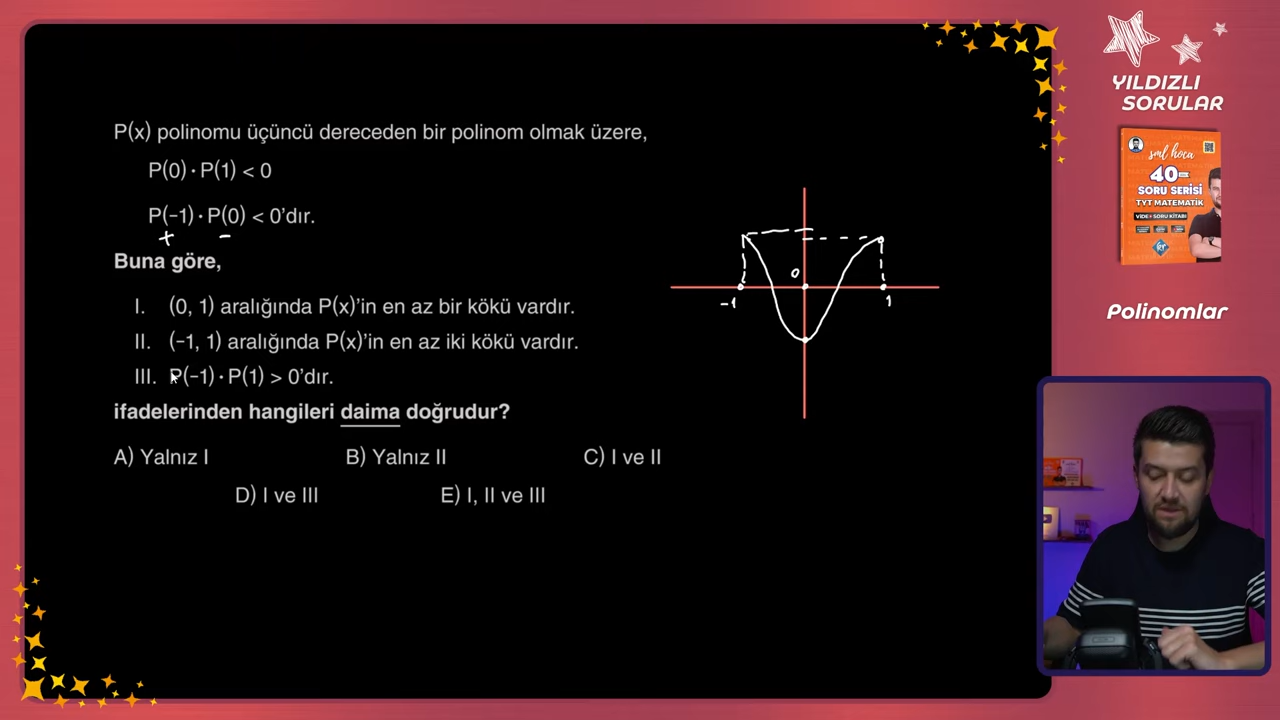 P(x) polinomu üçüncü dereceden bir polinom olmak üzere,
P(0) · P(1) < 0
P(−1) · P(0) < 0'dır.
+ −
Buna göre,
I. (0, 1) aralığında P(x)'in en az bir kökü vardır.
II. (−1, 1) aralığında P(x)'in en az iki kökü vardır.
III. P(−1) · P(1) > 0'dır.
ifadelerinden hangileri daima doğrudur?
A) Yalnız I B) Yalnız II C) I ve II
D) I ve III E) I, II ve III
0
-1 1
YILDIZLI
SORULAR
sml hoca
40
SORU SERİSİ
TYT MATEMATİK
Polinomlar